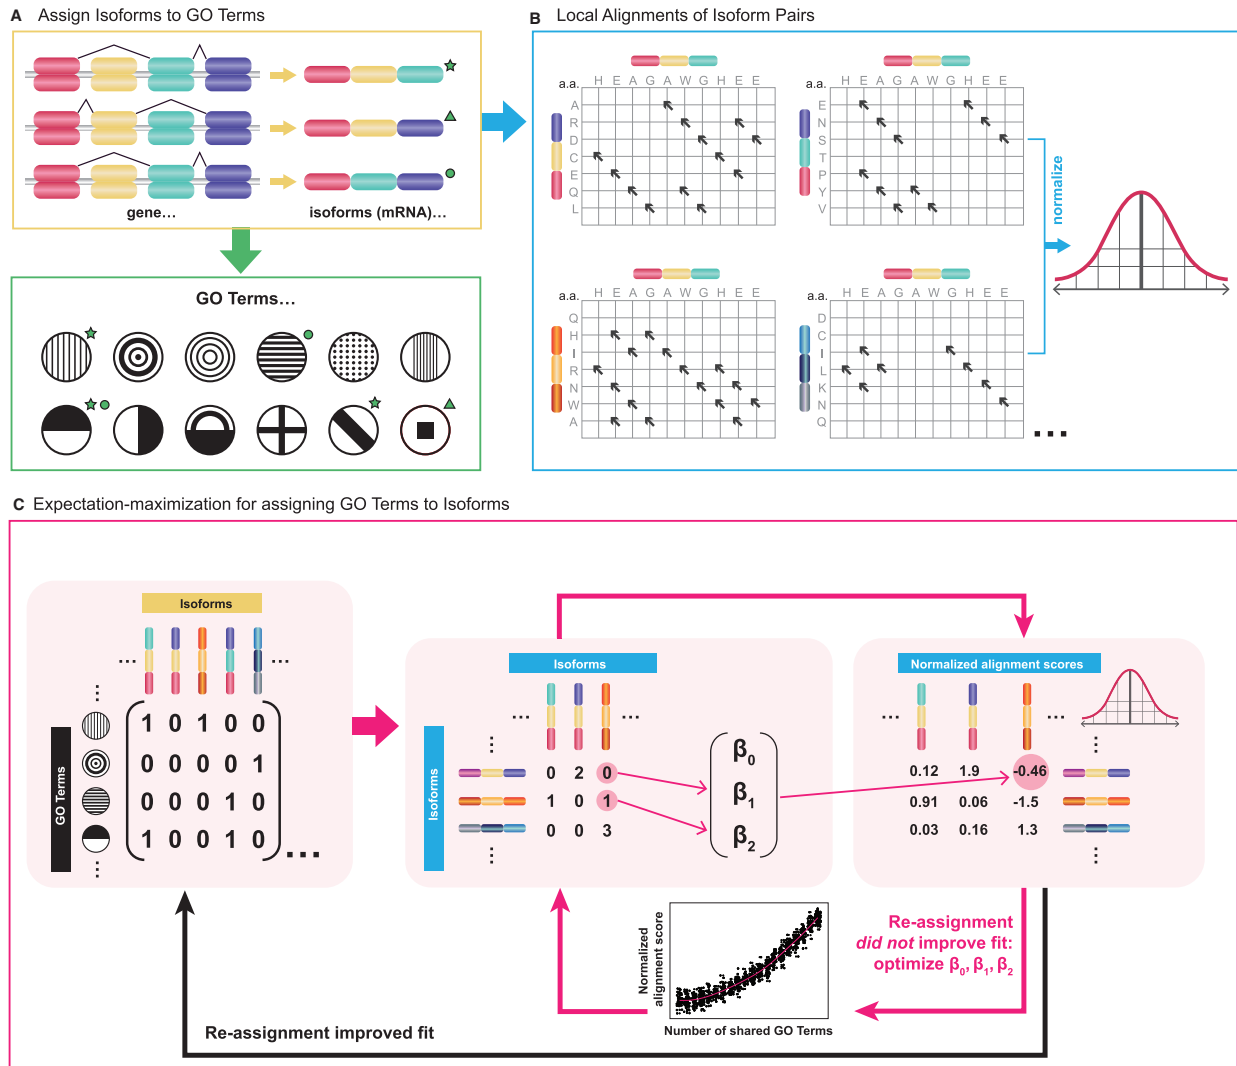 A Assign Isoforms to GO Terms
gene...
isoforms (mRNA)...
GO Terms...
B Local Alignments of Isoform Pairs
a.a. H E A G A W G H E E
A
R
D
C
E
Q
L
a.a. H E A G A W G H E E
E
N
S
T
P
Y
V
normalize
a.a. H E A G A W G H E E
Q
H
I
R
N
W
A
a.a. H E A G A W G H E E
D
C
I
L
K
N
Q
...
C Expectation-maximization for assigning GO Terms to Isoforms
Isoforms
... ...
GO Terms
1 0 1 0 0
0 0 0 0 1
0 0 0 1 0
1 0 0 1 0
...
Isoforms
... ...
Isoforms
0 2 0
1 0 1
0 0 3
β0
β1
β2
Normalized alignment scores
... ...
0.12 1.9 -0.46
0.91 0.06 -1.5
0.03 0.16 1.3
Re-assignment
did not improve fit:
optimize β0, β1, β2
Normalized
alignment score
Number of shared GO Terms
Re-assignment improved fit